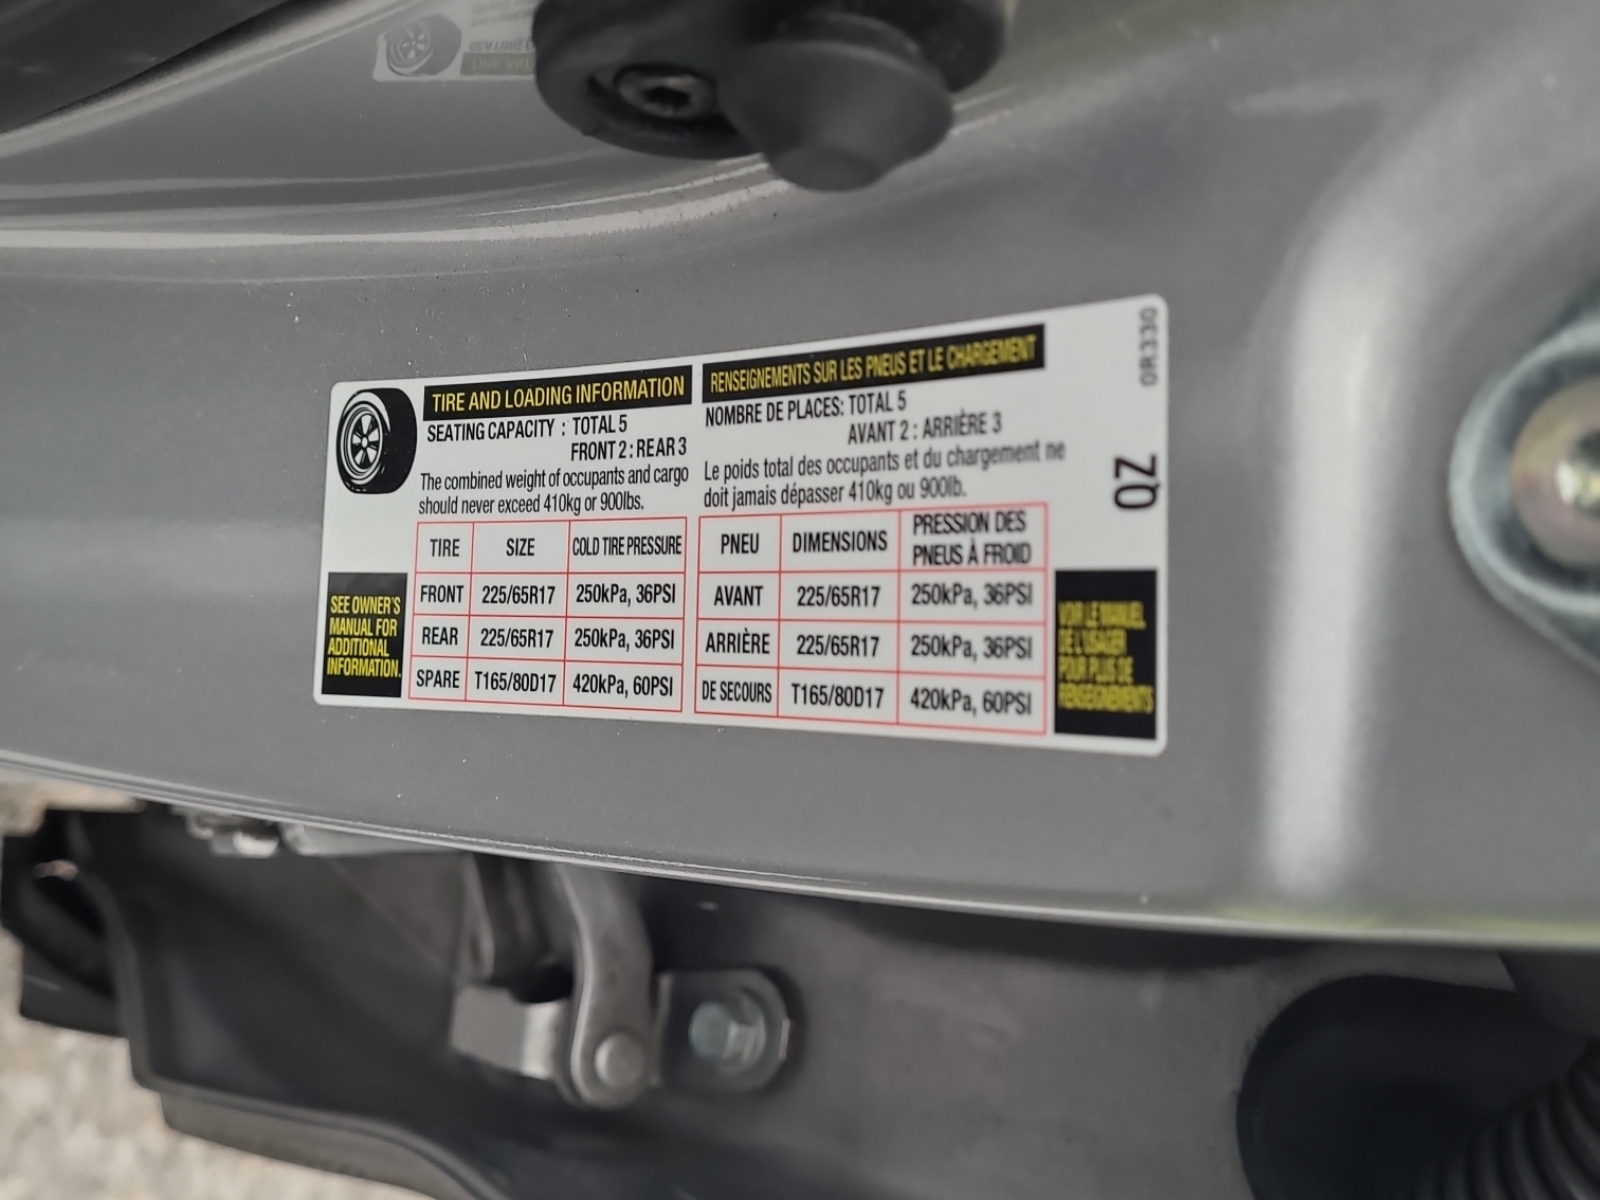 TIRE AND LOADING INFORMATION
SEATING CAPACITY : TOTAL 5
FRONT 2 : REAR 3
The combined weight of occupants and cargo
should never exceed 410kg or 900lbs.
TIRE SIZE COLD TIRE PRESSURE
FRONT 225/65R17 250kPa, 36PSI
REAR 225/65R17 250kPa, 36PSI
SPARE T165/80D17 420kPa, 60PSI
SEE OWNER'S
MANUAL FOR
ADDITIONAL
INFORMATION.
RENSEIGNEMENTS SUR LES PNEUS ET LE CHARGEMENT
NOMBRE DE PLACES: TOTAL 5
AVANT 2 : ARRIÈRE 3
Le poids total des occupants et du chargement ne
doit jamais dépasser 410kg ou 900lb.
PNEU DIMENSIONS PRESSION DES
PNEUS À FROID
AVANT 225/65R17 250kPa, 36PSI
ARRIÈRE 225/65R17 250kPa, 36PSI
DE SECOURS T165/80D17 420kPa, 60PSI
VOIR LE MANUEL
DE L'USAGER
POUR PLUS DE
RENSEIGNEMENTS
0R330
QZ